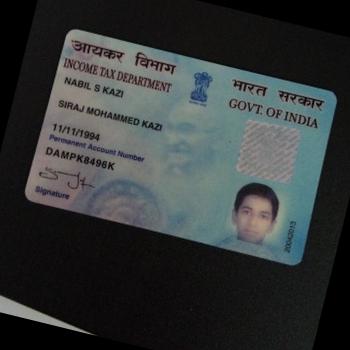 आयकर विभाग
INCOME TAX DEPARTMENT
भारत सरकार
GOVT. OF INDIA
NABIL S KAZI
SIRAJ MOHAMMED KAZI
11/11/1994
Permanent Account Number
DAMPK8496K
Signature